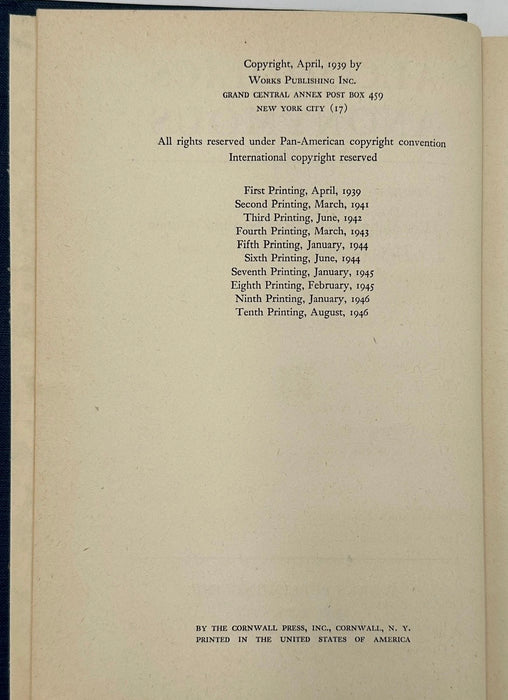 Copyright, April, 1939 by
Works Publishing Inc.
GRAND CENTRAL ANNEX POST BOX 459
NEW YORK CITY (17)
All rights reserved under Pan-American copyright convention
International copyright reserved
First Printing, April, 1939
Second Printing, March, 1941
Third Printing, June, 1942
Fourth Printing, March, 1943
Fifth Printing, January, 1944
Sixth Printing, June, 1944
Seventh Printing, January, 1945
Eighth Printing, February, 1945
Ninth Printing, January, 1946
Tenth Printing, August, 1946
BY THE CORNWALL PRESS, INC., CORNWALL, N. Y.
PRINTED IN THE UNITED STATES OF AMERICA